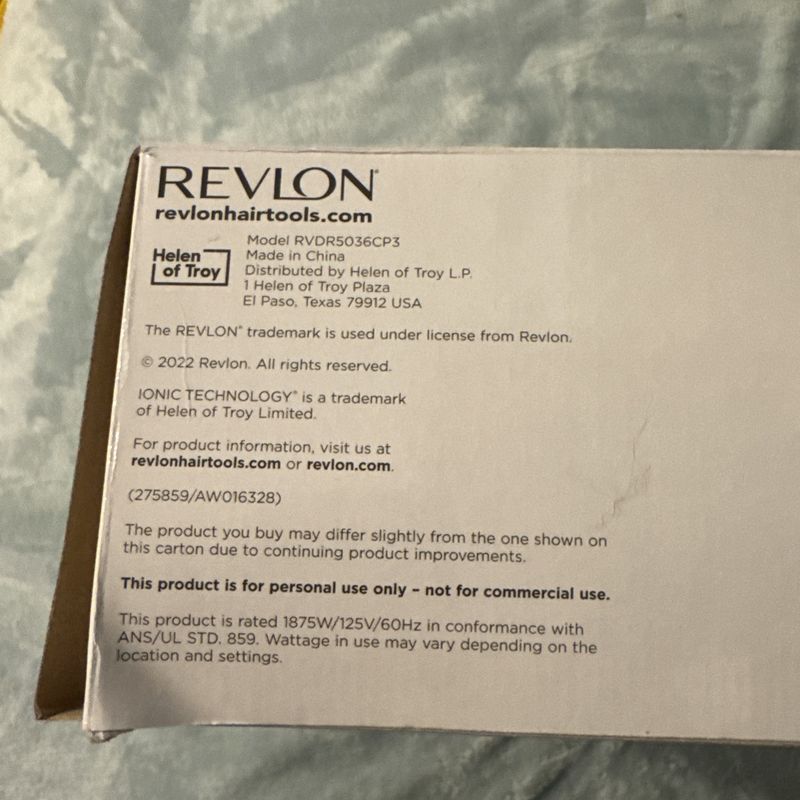 REVLON®
revlonhairtools.com
Helen
of Troy
Model RVDR5036CP3
Made in China
Distributed by Helen of Troy L.P.
1 Helen of Troy Plaza
El Paso, Texas 79912 USA
The REVLON® trademark is used under license from Revlon.
© 2022 Revlon. All rights reserved.
IONIC TECHNOLOGY® is a trademark
of Helen of Troy Limited.
For product information, visit us at
revlonhairtools.com or revlon.com.
(275859/AW016328)
The product you buy may differ slightly from the one shown on
this carton due to continuing product improvements.
This product is for personal use only – not for commercial use.
This product is rated 1875W/125V/60Hz in conformance with
ANS/UL STD. 859. Wattage in use may vary depending on the
location and settings.